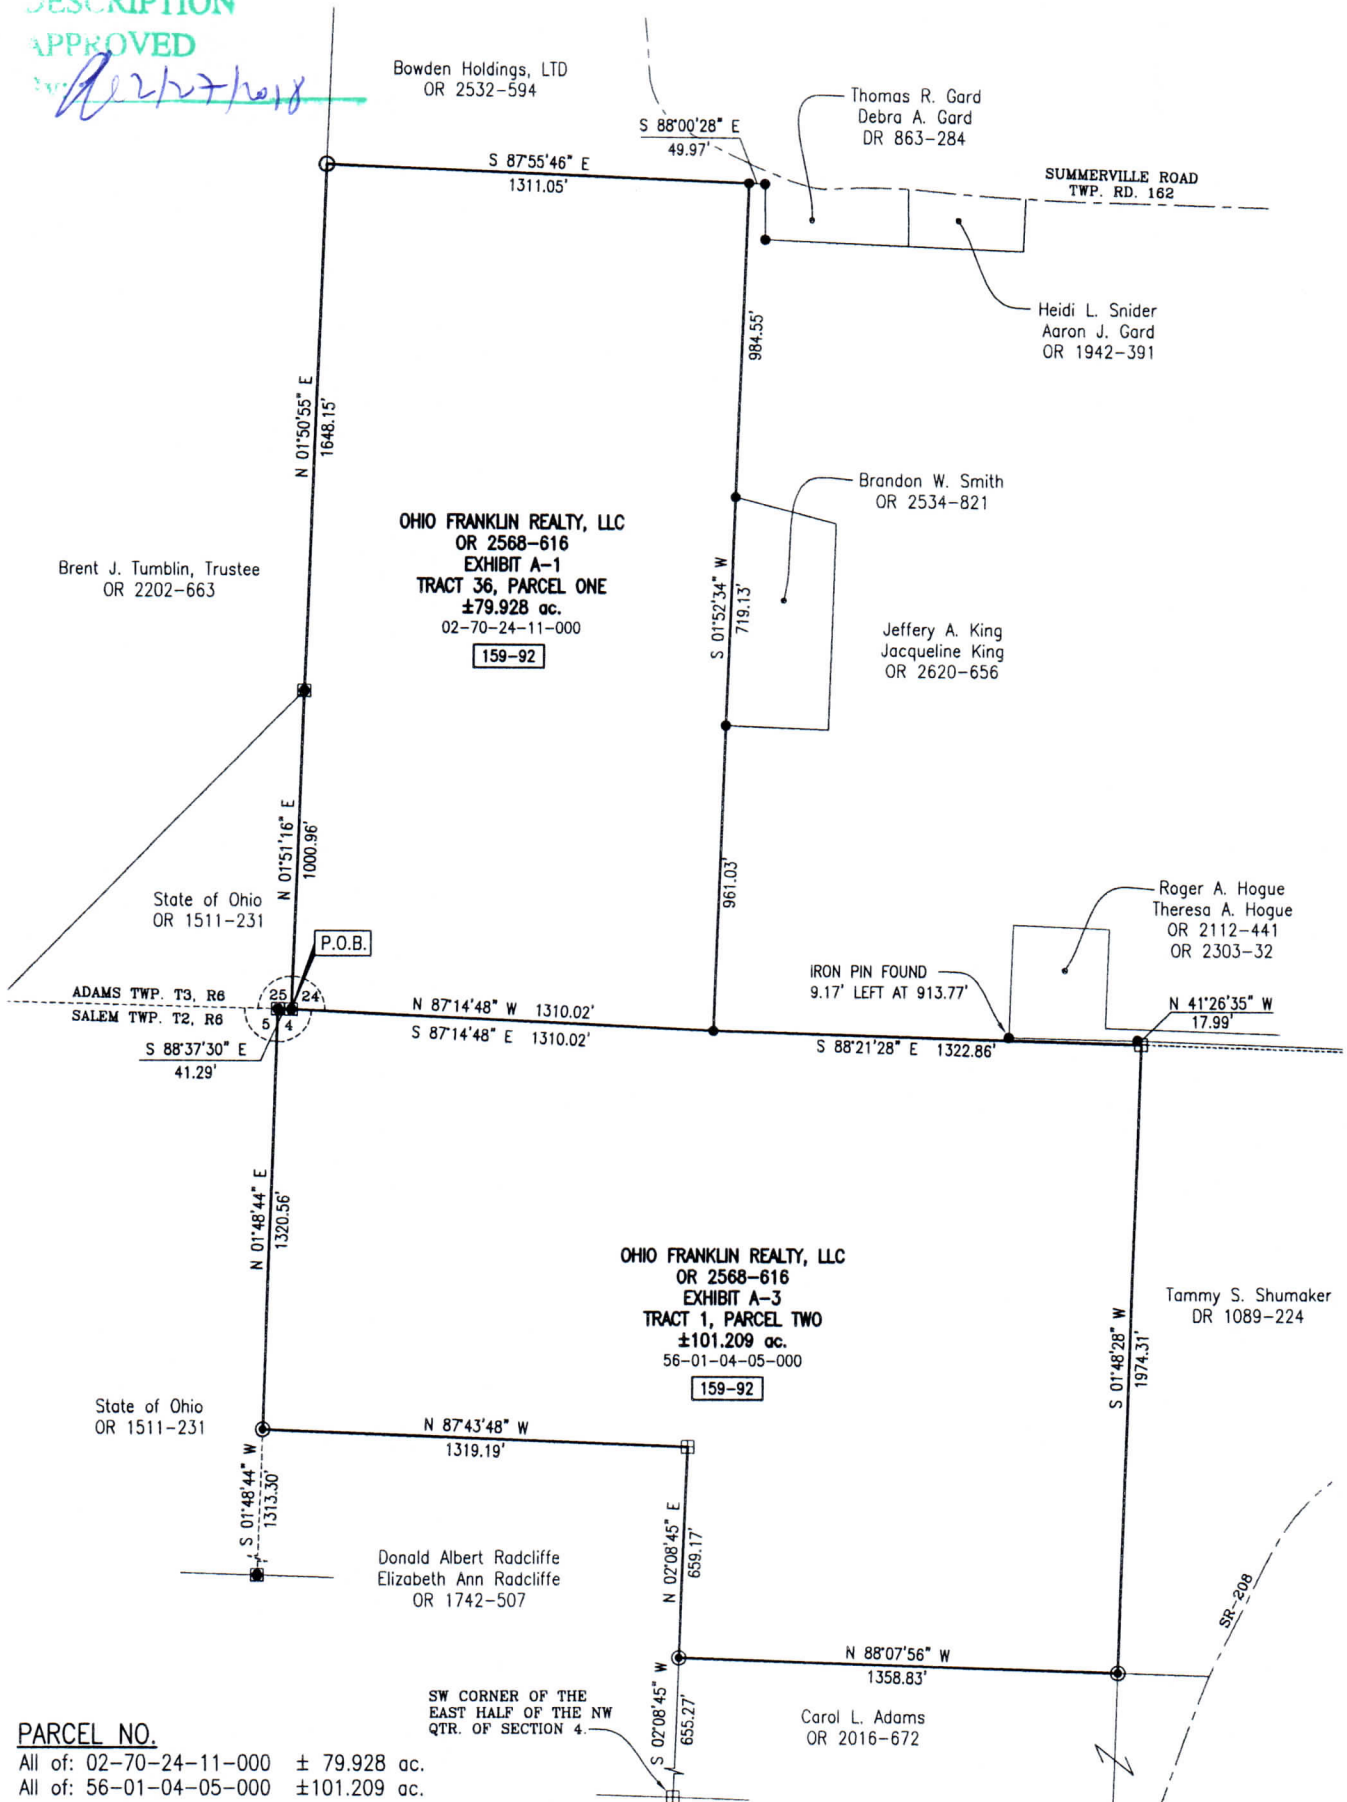 DESCRIPTION
APPROVED
2/27/2018
Bowden Holdings, LTD
OR 2532-594
Thomas R. Gard
Debra A. Gard
DR 863-284
S 88°00'28" E
49.97'
SUMMERVILLE ROAD
TWP. RD. 162
S 87°55'46" E
1311.05'
Heidi L. Snider
Aaron J. Gard
OR 1942-391
984.55'
N 01°50'55" E
1648.15'
Brandon W. Smith
OR 2534-821
OHIO FRANKLIN REALTY, LLC
OR 2568-616
EXHIBIT A-1
TRACT 36, PARCEL ONE
±79.928 ac.
02-70-24-11-000
159-92
Brent J. Tumblin, Trustee
OR 2202-663
S 01°52'34" W
719.13'
Jeffery A. King
Jacqueline King
OR 2620-656
N 01°51'16" E
1000.96'
961.03'
State of Ohio
OR 1511-231
P.O.B.
Roger A. Hogue
Theresa A. Hogue
OR 2112-441
OR 2303-32
IRON PIN FOUND
9.17' LEFT AT 913.77'
ADAMS TWP. T3, R6
SALEM TWP. T2, R6
25 24
5 4
N 87°14'48" W 1310.02'
S 87°14'48" E 1310.02'
N 41°26'35" W
17.99'
S 88°21'28" E 1322.86'
S 88°37'30" E
41.29'
N 01°48'44" E
1320.56'
OHIO FRANKLIN REALTY, LLC
OR 2568-616
EXHIBIT A-3
TRACT 1, PARCEL TWO
±101.209 ac.
56-01-04-05-000
159-92
Tammy S. Shumaker
DR 1089-224
S 01°48'28" W
1974.31'
State of Ohio
OR 1511-231
N 87°43'48" W
1319.19'
S 01°48'44" W
1313.30'
N 02°08'45" E
659.17'
Donald Albert Radcliffe
Elizabeth Ann Radcliffe
OR 1742-507
SR-208
N 88°07'56" W
1358.83'
S 02°08'45" W
655.27'
SW CORNER OF THE
EAST HALF OF THE NW
QTR. OF SECTION 4.
Carol L. Adams
OR 2016-672
PARCEL NO.
All of: 02-70-24-11-000 ± 79.928 ac.
All of: 56-01-04-05-000 ±101.209 ac.